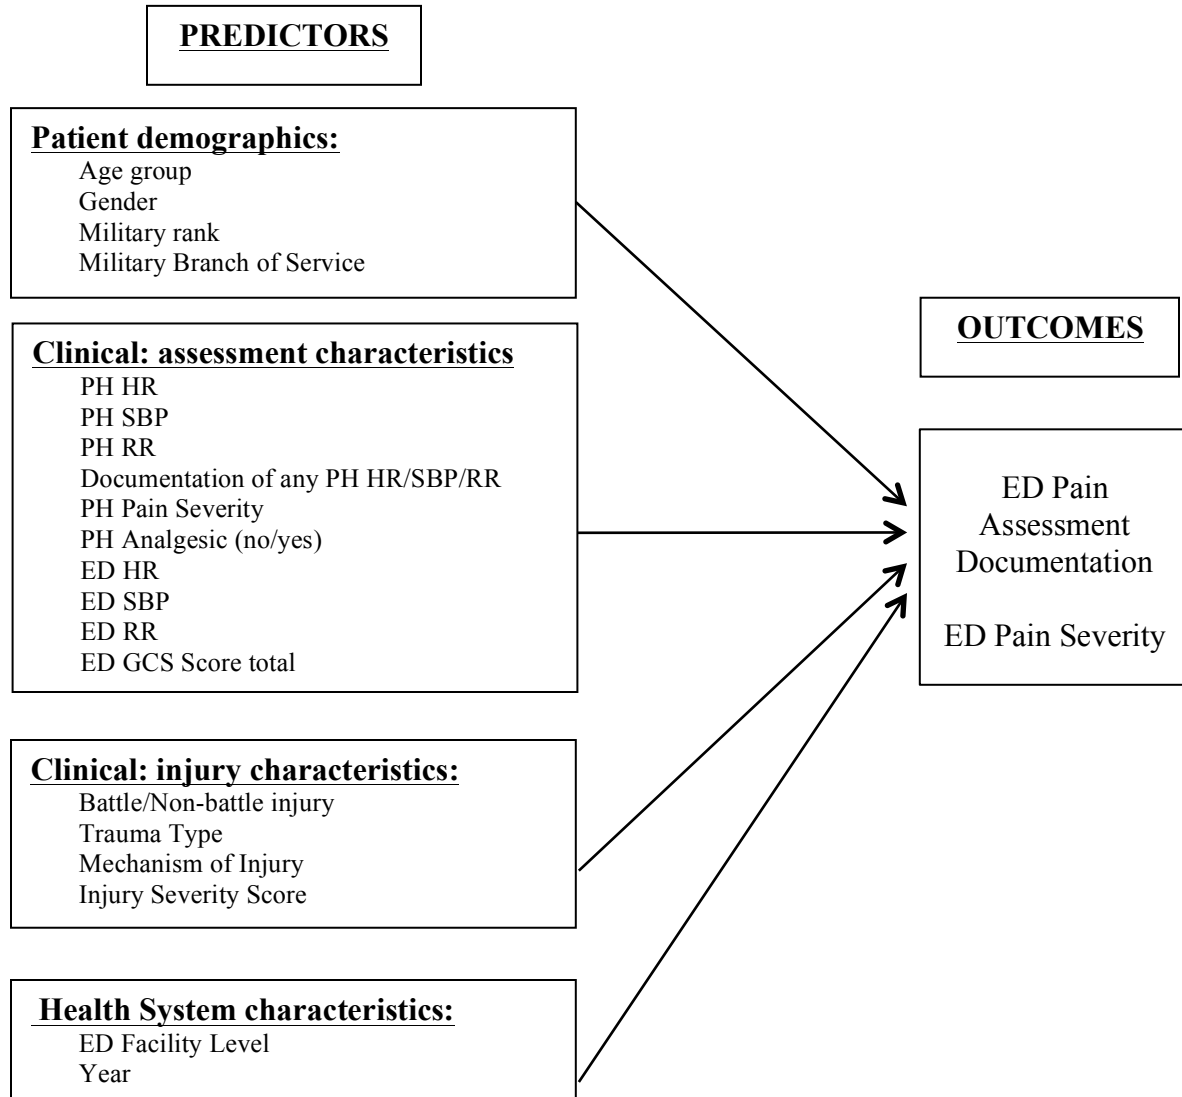 PREDICTORS
Patient demographics:
Age group
Gender
Military rank
Military Branch of Service
Clinical: assessment characteristics
PH HR
PH SBP
PH RR
Documentation of any PH HR/SBP/RR
PH Pain Severity
PH Analgesic (no/yes)
ED HR
ED SBP
ED RR
ED GCS Score total
Clinical: injury characteristics:
Battle/Non-battle injury
Trauma Type
Mechanism of Injury
Injury Severity Score
Health System characteristics:
ED Facility Level
Year
OUTCOMES
ED Pain
Assessment
Documentation
ED Pain Severity